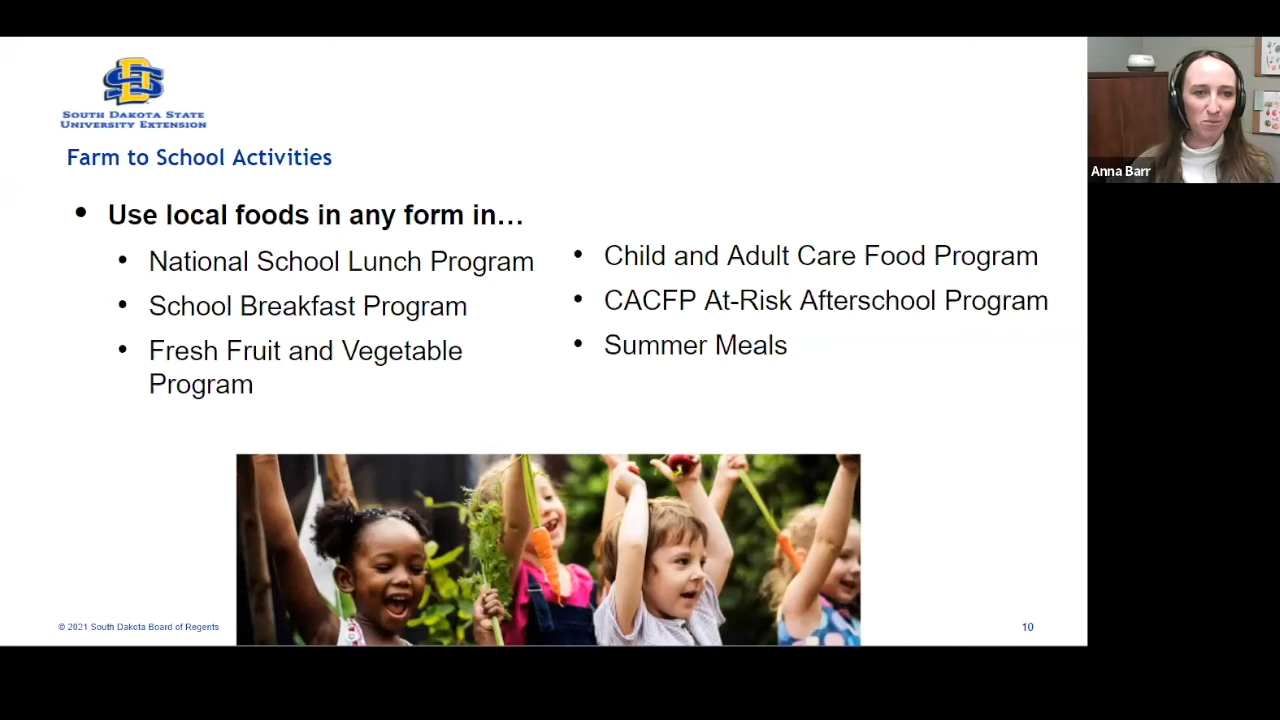 SOUTH DAKOTA STATE
UNIVERSITY EXTENSION
Farm to School Activities
• Use local foods in any form in…
• National School Lunch Program
• School Breakfast Program
• Fresh Fruit and Vegetable
Program
• Child and Adult Care Food Program
• CACFP At-Risk Afterschool Program
• Summer Meals
© 2021 South Dakota Board of Regents
10
Anna Barr